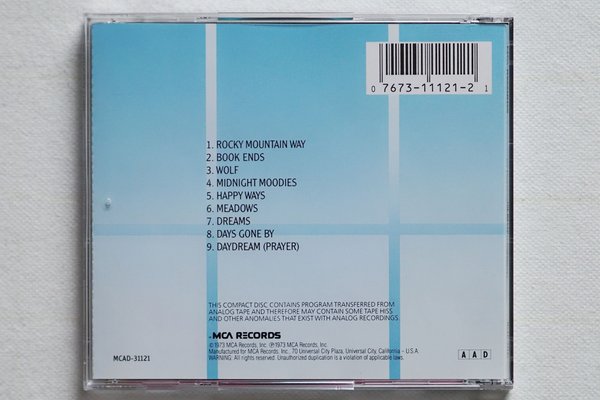 0 7673-11121-2 1
1. ROCKY MOUNTAIN WAY
2. BOOK ENDS
3. WOLF
4. MIDNIGHT MOODIES
5. HAPPY WAYS
6. MEADOWS
7. DREAMS
8. DAYS GONE BY
9. DAYDREAM (PRAYER)
THIS COMPACT DISC CONTAINS PROGRAM TRANSFERRED FROM
ANALOG TAPE AND THEREFORE MAY CONTAIN SOME TAPE HISS
AND OTHER ANOMALIES THAT EXIST WITH ANALOG RECORDINGS.
MCA RECORDS
©1973 MCA Records, Inc. ℗1973 MCA Records, Inc.
Manufactured for MCA Records, Inc., 70 Universal City Plaza, Universal City, California - U.S.A.
WARNING: All rights reserved. Unauthorized duplication is a violation of applicable laws.
MCAD-31121
A A D